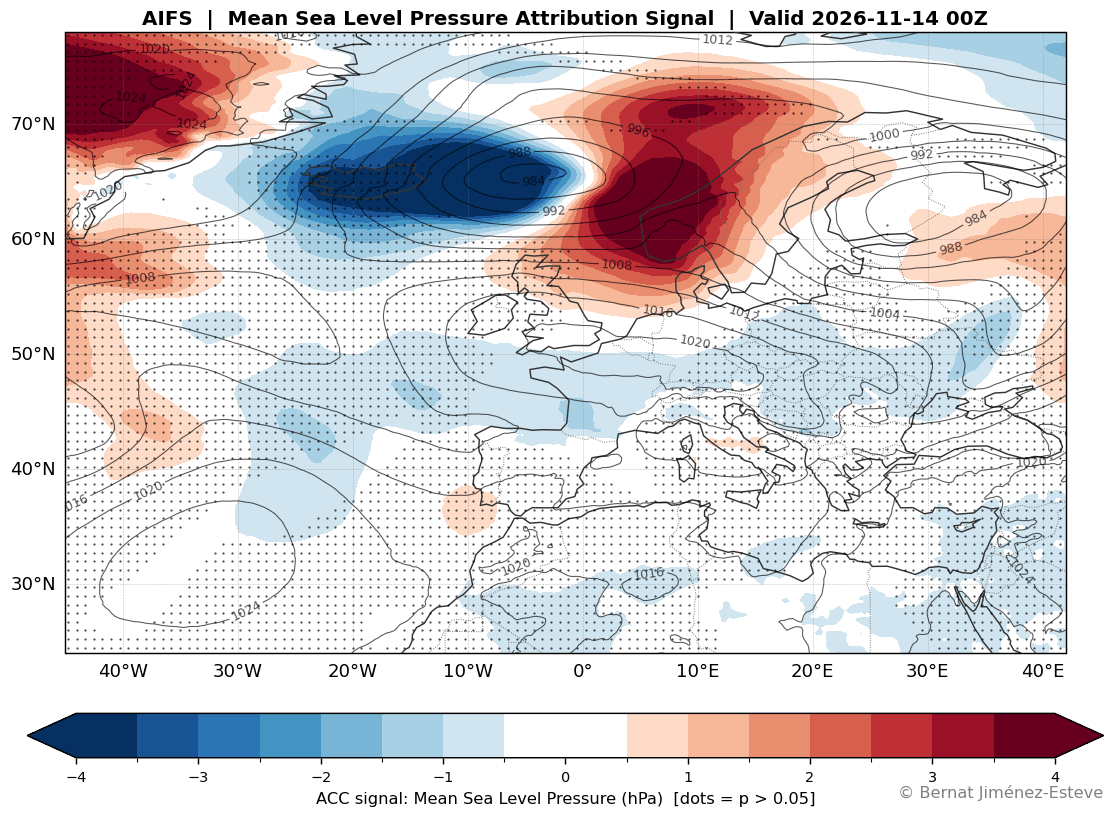 AIFS | Mean Sea Level Pressure Attribution Signal | Valid 2026-11-14 00Z
1016
1020
1012
1024
1024
1024
996
1000
988
992
1020
984
992
984
988
1008
1008
1016
1012
1004
1020
1020
1020
1016
1020
1016
1024
1024
70°N
60°N
50°N
40°N
30°N
40°W 30°W 20°W 10°W 0° 10°E 20°E 30°E 40°E
−4 −3 −2 −1 0 1 2 3 4
ACC signal: Mean Sea Level Pressure (hPa) [dots = p > 0.05]
© Bernat Jiménez-Esteve